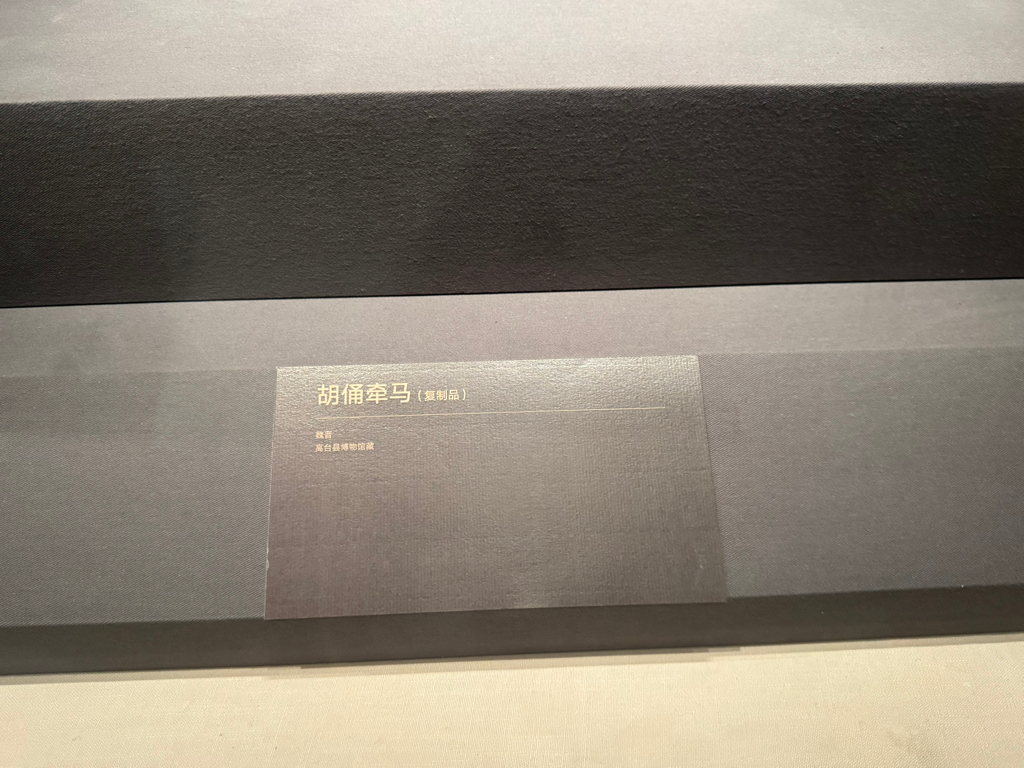 胡俑牵马（复制品）
魏晋
高台县博物馆藏